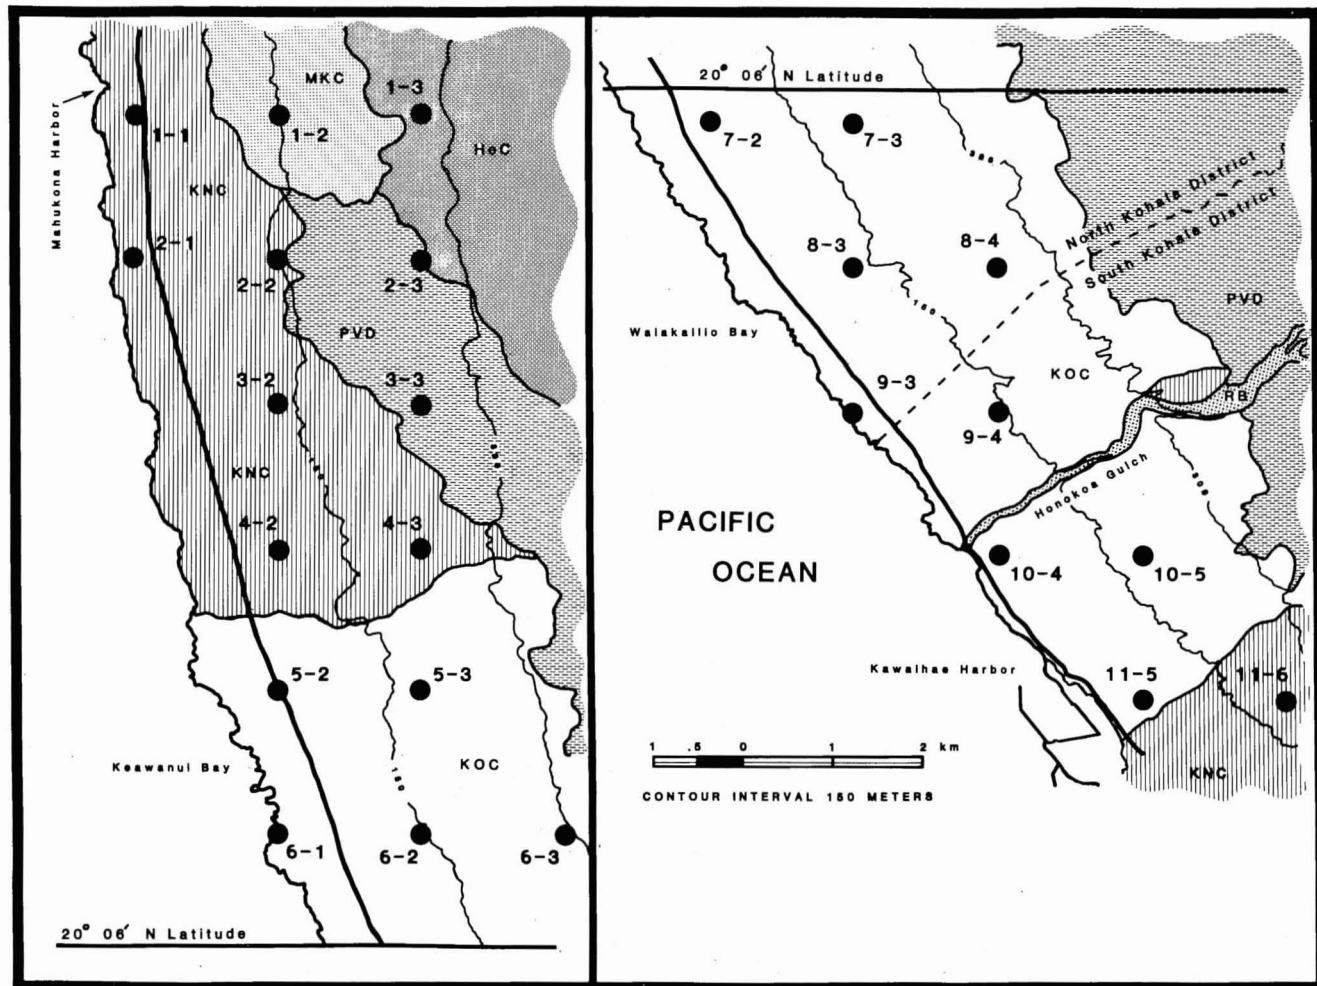 Mahukona Harbor
MKC
1-3
1-1
1-2
HeC
KNC
2-1
2-2
2-3
PVD
3-2
3-3
150
KNC
4-2
4-3
5-2
5-3
Keawanui Bay
KOC
150
6-1
6-2
6-3
20° 06′ N Latitude
20° 06′ N Latitude
7-2
7-3
North Kohala District
South Kohala District
8-3
8-4
PVD
150
Waiakailio Bay
KOC
9-3
9-4
RB
Honokoa Gulch
PACIFIC
OCEAN
10-4
10-5
Kawaihae Harbor
11-5
11-6
KNC
1 .5 0 1 2 km
CONTOUR INTERVAL 150 METERS